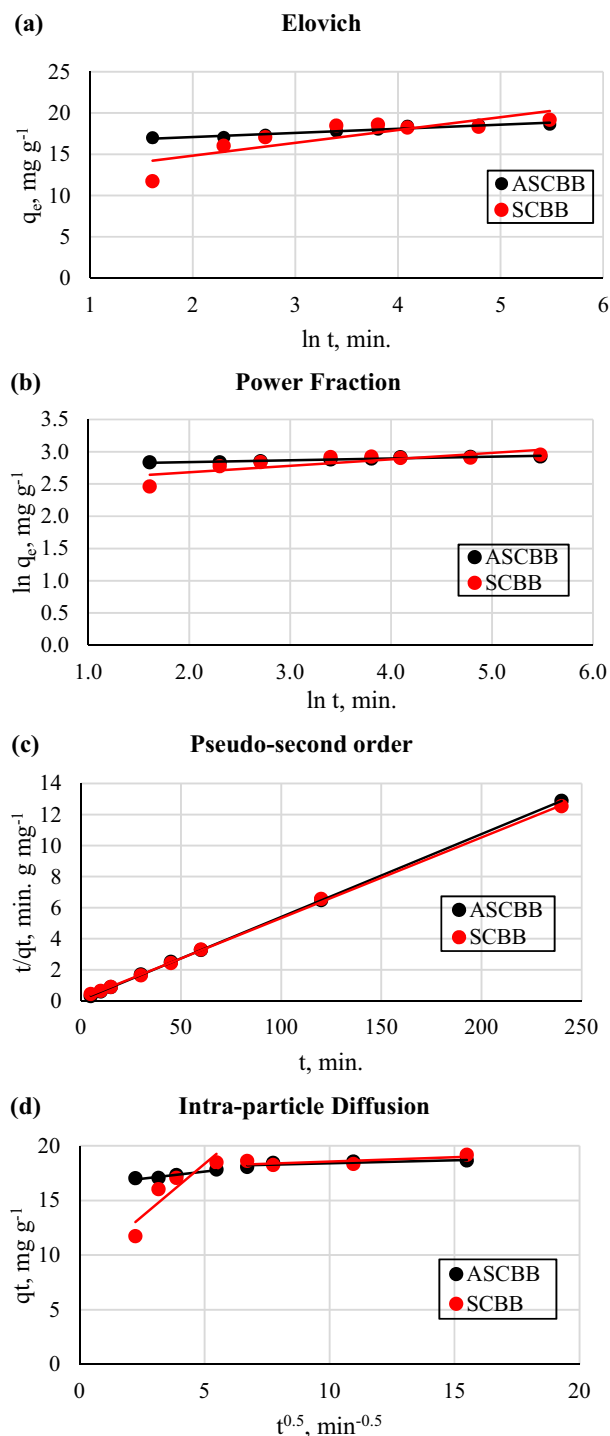 (a) Elovich
25
20
15
10
5
0
qₑ, mg g⁻¹
ASCBB
SCBB
1 2 3 4 5 6
ln t, min.
(b) Power Fraction
3.5
3.0
2.5
2.0
1.5
1.0
0.5
0.0
ln qₑ, mg g⁻¹
ASCBB
SCBB
1.0 2.0 3.0 4.0 5.0 6.0
ln t, min.
(c) Pseudo-second order
14
12
10
8
6
4
2
0
t/qt, min. g mg⁻¹
ASCBB
SCBB
0 50 100 150 200 250
t, min.
(d) Intra-particle Diffusion
20
15
10
5
0
qt, mg g⁻¹
ASCBB
SCBB
0 5 10 15 20
t⁰·⁵, min⁻⁰·⁵